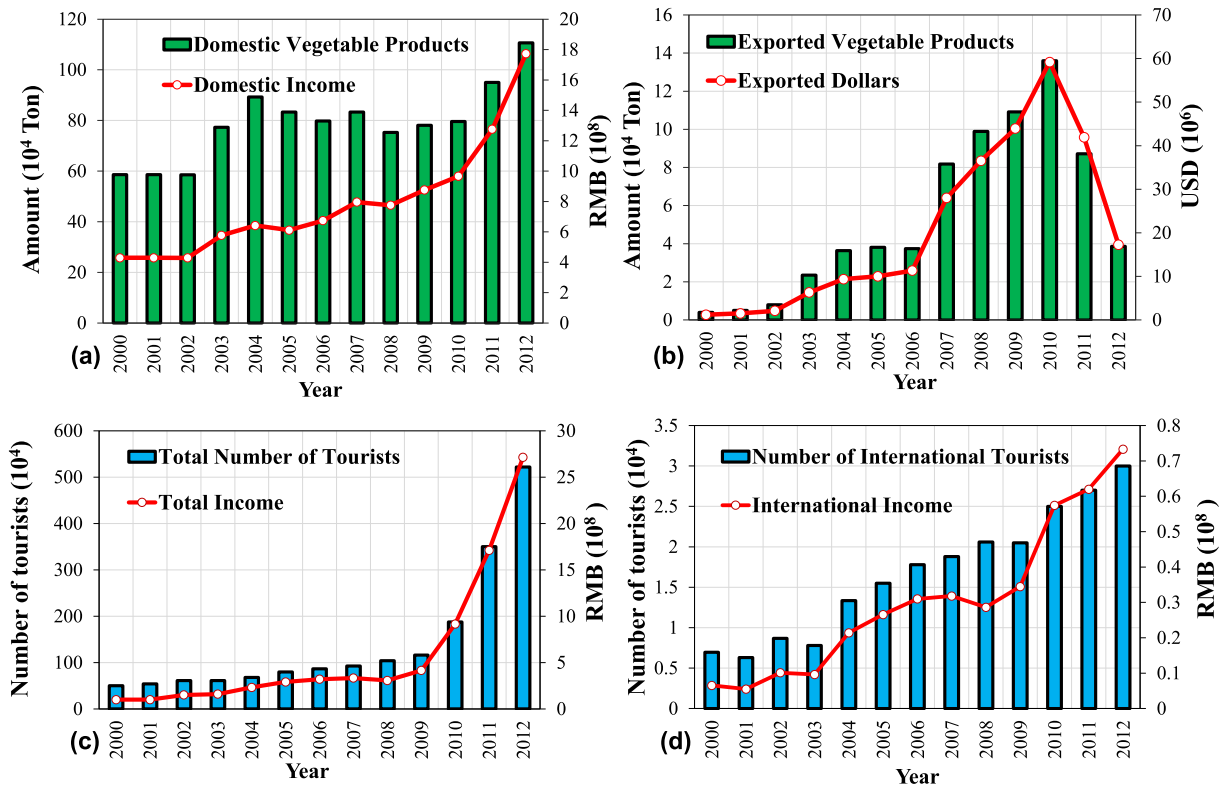 Domestic Vegetable Products
Domestic Income
Amount (10⁴ Ton)
120
100
80
60
40
20
0
20
18
16
14
12
10
8
6
4
2
0
RMB (10⁸)
2000 2001 2002 2003 2004 2005 2006 2007 2008 2009 2010 2011 2012
(a)
Year
Exported Vegetable Products
Exported Dollars
Amount (10⁴ Ton)
16
14
12
10
8
6
4
2
0
70
60
50
40
30
20
10
0
USD (10⁶)
2000 2001 2002 2003 2004 2005 2006 2007 2008 2009 2010 2011 2012
(b)
Year
Total Number of Tourists
Total Income
Number of tourists (10⁴)
600
500
400
300
200
100
0
30
25
20
15
10
5
0
RMB (10⁸)
2000 2001 2002 2003 2004 2005 2006 2007 2008 2009 2010 2011 2012
(c)
Year
Number of International Tourists
International Income
Number of tourists (10⁴)
3.5
3
2.5
2
1.5
1
0.5
0
0.8
0.7
0.6
0.5
0.4
0.3
0.2
0.1
0
RMB (10⁸)
2000 2001 2002 2003 2004 2005 2006 2007 2008 2009 2010 2011 2012
(d)
Year